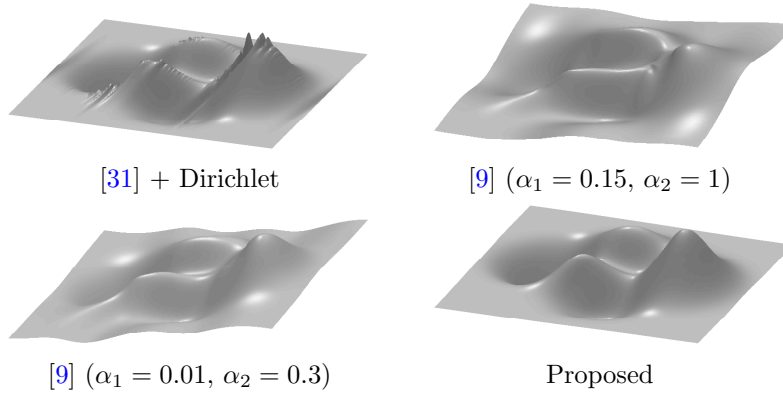 [31] + Dirichlet
[9] (α₁ = 0.15, α₂ = 1)
[9] (α₁ = 0.01, α₂ = 0.3)
Proposed